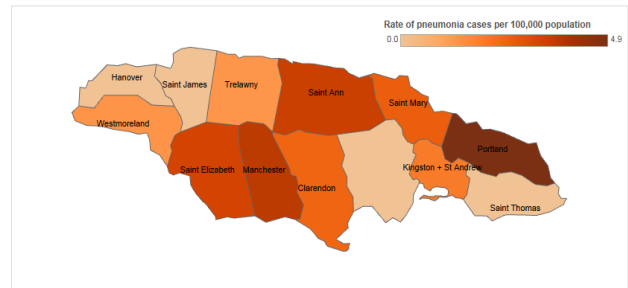 Rate of pneumonia cases per 100,000 population
0.0 4.9
Hanover
Saint James
Trelawny
Saint Ann
Saint Mary
Westmoreland
Portland
Saint Elizabeth
Manchester
Kingston + St Andrew
Clarendon
Saint Thomas